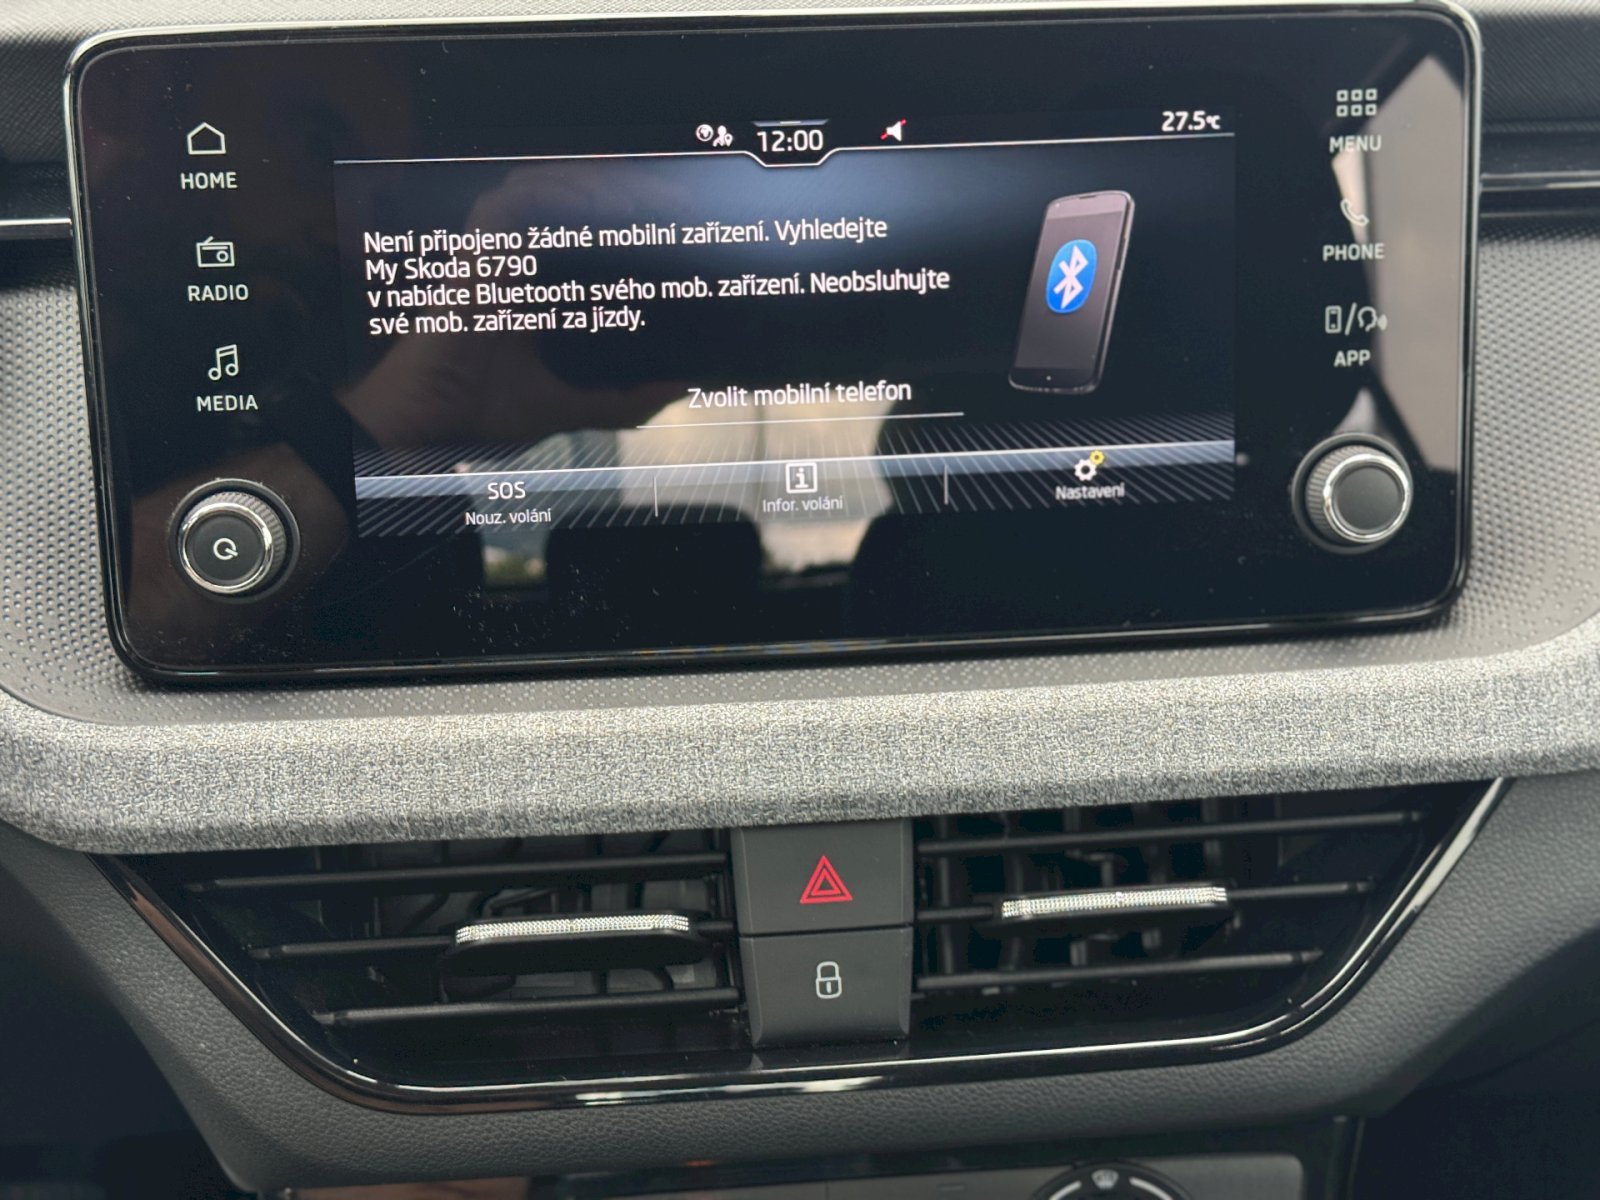 HOME
RADIO
MEDIA
12:00
27.5°C
Není připojeno žádné mobilní zařízení. Vyhledejte
My Skoda 6790
v nabídce Bluetooth svého mob. zařízení. Neobsluhujte
své mob. zařízení za jízdy.
Zvolit mobilní telefon
SOS
Nouz. volání
Infor. volání
Nastavení
MENU
PHONE
APP